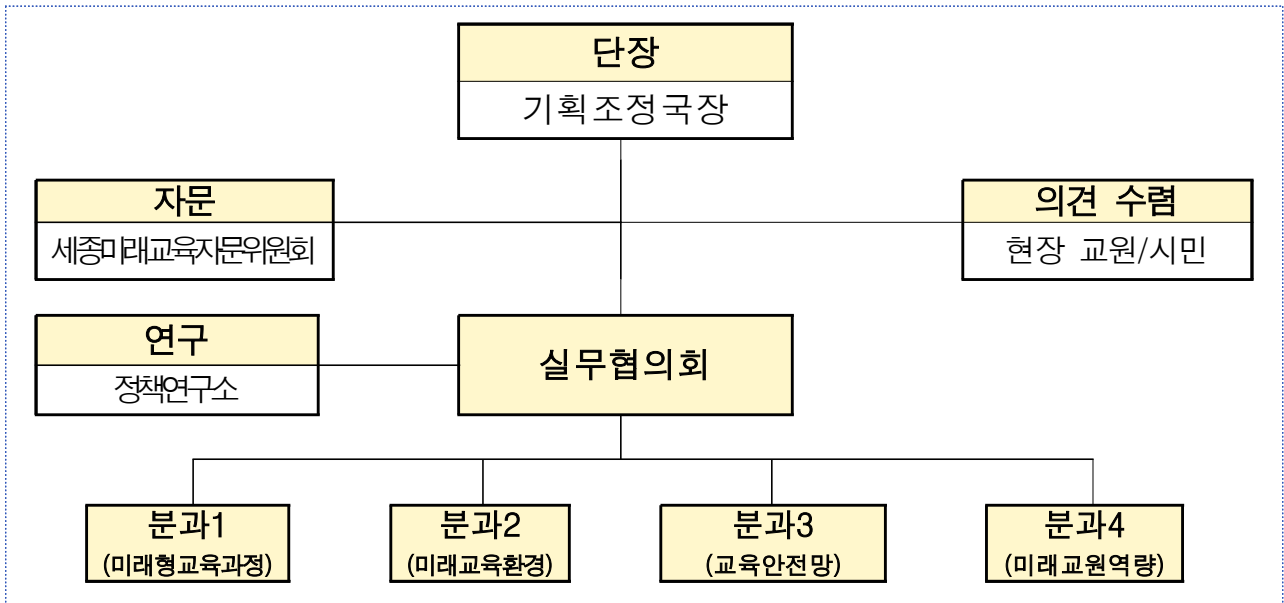 단장
기획조정국장
자문
세종미래교육자문위원회
의견 수렴
현장 교원/시민
연구
정책연구소
실무협의회
분과1
(미래형교육과정)
분과2
(미래교육환경)
분과3
(교육안전망)
분과4
(미래교원역량)